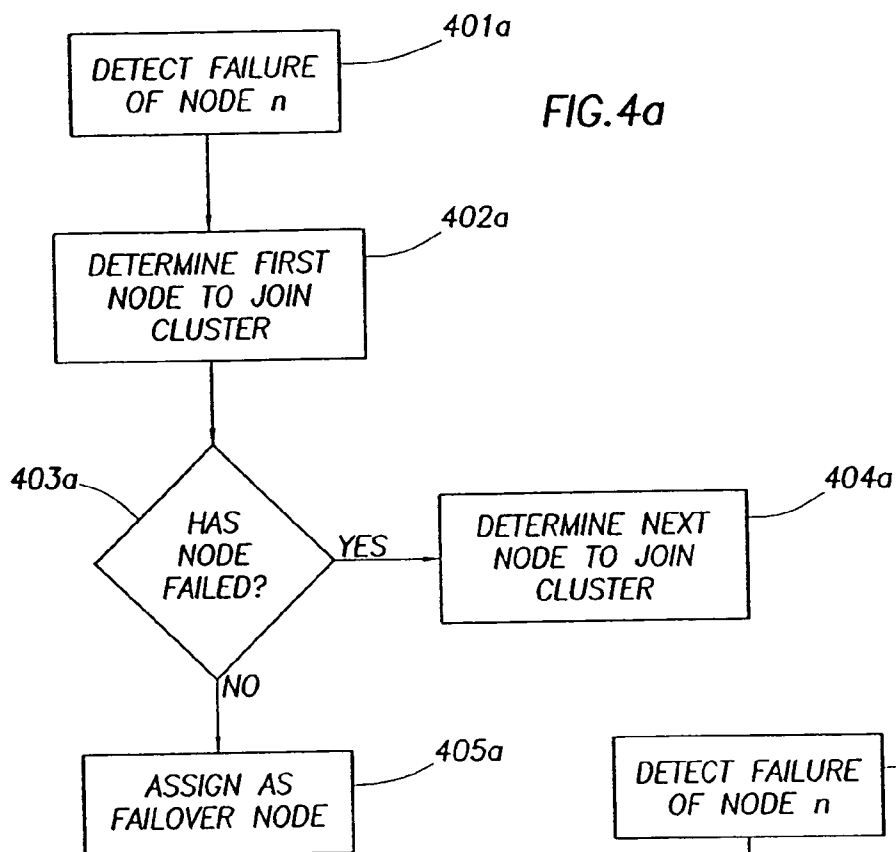 401a
DETECT FAILURE
OF NODE n
FIG.4a
402a
DETERMINE FIRST
NODE TO JOIN
CLUSTER
403a
HAS
NODE
FAILED?
YES
404a
DETERMINE NEXT
NODE TO JOIN
CLUSTER
NO
405a
ASSIGN AS
FAILOVER NODE
DETECT FAILURE
OF NODE n